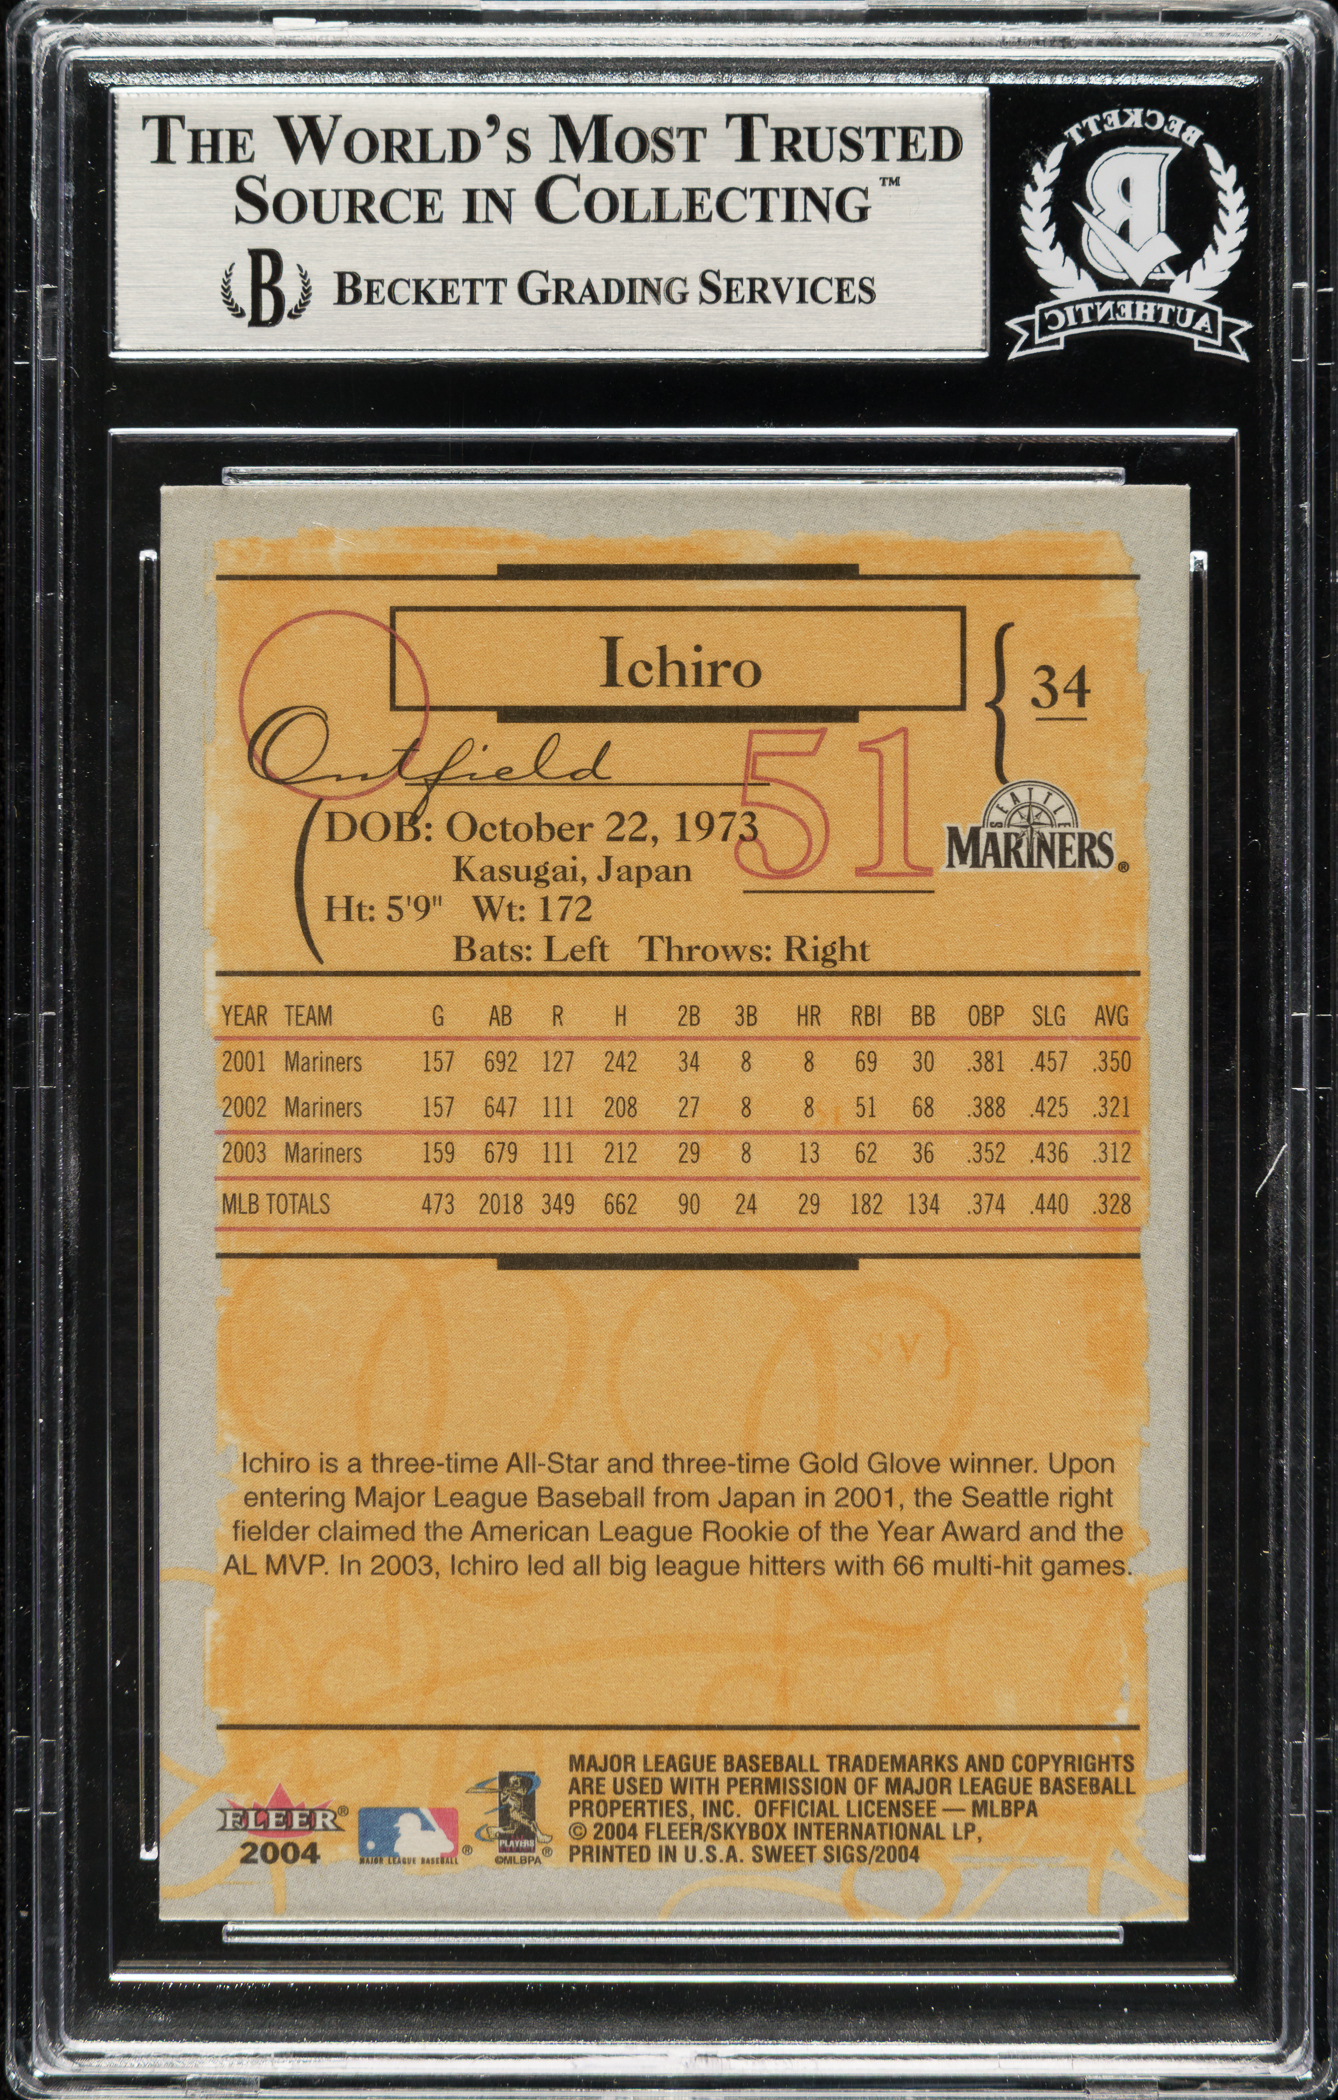 THE WORLD'S MOST TRUSTED
SOURCE IN COLLECTING™
B BECKETT GRADING SERVICES
BECKETT
B
AUTHENTIC
Ichiro
34
Outfield
51
SEATTLE
MARINERS®
DOB: October 22, 1973
Kasugai, Japan
Ht: 5'9" Wt: 172
Bats: Left Throws: Right
YEAR TEAM G AB R H 2B 3B HR RBI BB OBP SLG AVG
2001 Mariners 157 692 127 242 34 8 8 69 30 .381 .457 .350
2002 Mariners 157 647 111 208 27 8 8 51 68 .388 .425 .321
2003 Mariners 159 679 111 212 29 8 13 62 36 .352 .436 .312
MLB TOTALS 473 2018 349 662 90 24 29 182 134 .374 .440 .328
S.V }
Ichiro is a three-time All-Star and three-time Gold Glove winner. Upon
entering Major League Baseball from Japan in 2001, the Seattle right
fielder claimed the American League Rookie of the Year Award and the
AL MVP. In 2003, Ichiro led all big league hitters with 66 multi-hit games.
FLEER®
2004
MAJOR LEAGUE BASEBALL®
PLAYERS
©MLBPA®
MAJOR LEAGUE BASEBALL TRADEMARKS AND COPYRIGHTS
ARE USED WITH PERMISSION OF MAJOR LEAGUE BASEBALL
PROPERTIES, INC. OFFICIAL LICENSEE — MLBPA
© 2004 FLEER/SKYBOX INTERNATIONAL LP,
PRINTED IN U.S.A. SWEET SIGS/2004